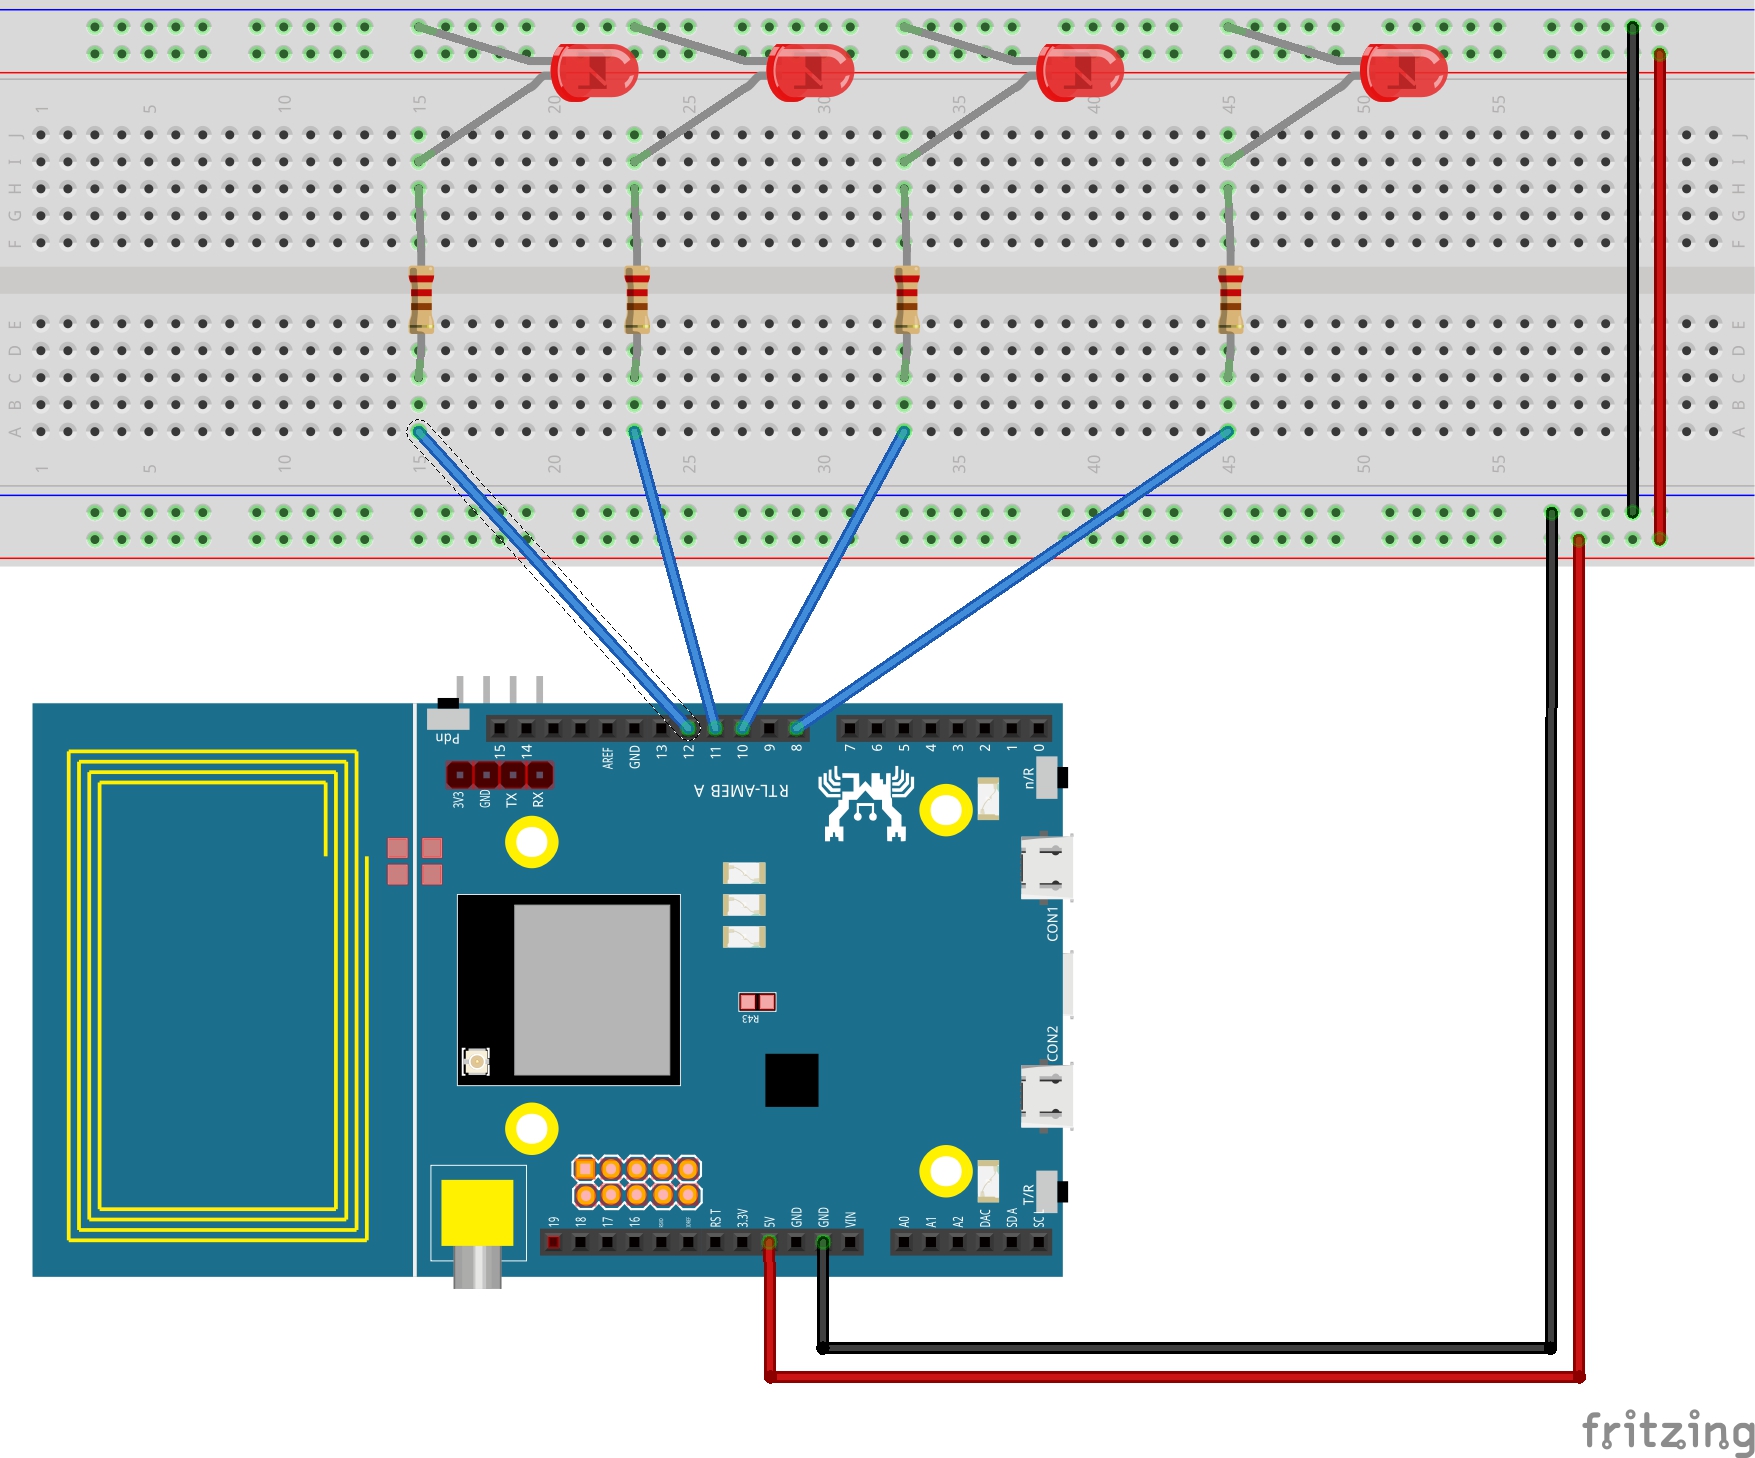 1 5 10 15 20 25 30 35 40 45 50 55
J J
I I
H H
G G
F F
E E
D D
C C
B B
A A
1 5 10 15 20 25 30 35 40 45 50 55
Pdn
15 14 AREF GND 13 12 11 10 9 8 7 6 5 4 3 2 1 0
3V3 GND TX RX
RTL-AMEB A
n/R
CON1
R43
CON2
T/R
19 18 17 16 RST 3.3V 5V GND GND VIN A0 A1 A2 DAC SDA SC
fritzing